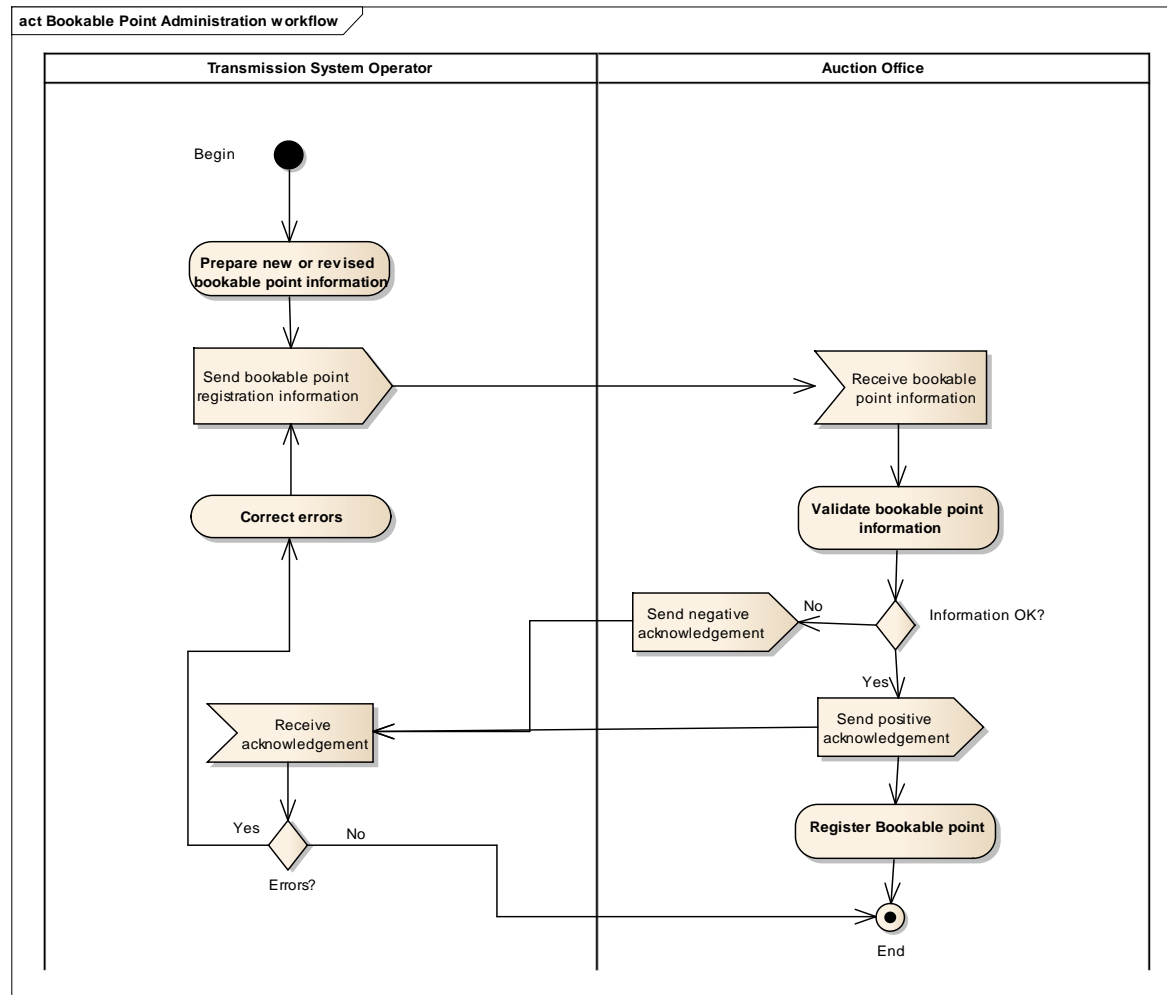 act Bookable Point Administration workflow
Transmission System Operator
Auction Office
Begin
Prepare new or revised
bookable point information
Send bookable point
registration information
Receive bookable
point information
Correct errors
Validate bookable point
information
Send negative
acknowledgement
No
Information OK?
Yes
Receive
acknowledgement
Send positive
acknowledgement
Yes
No
Errors?
Register Bookable point
End